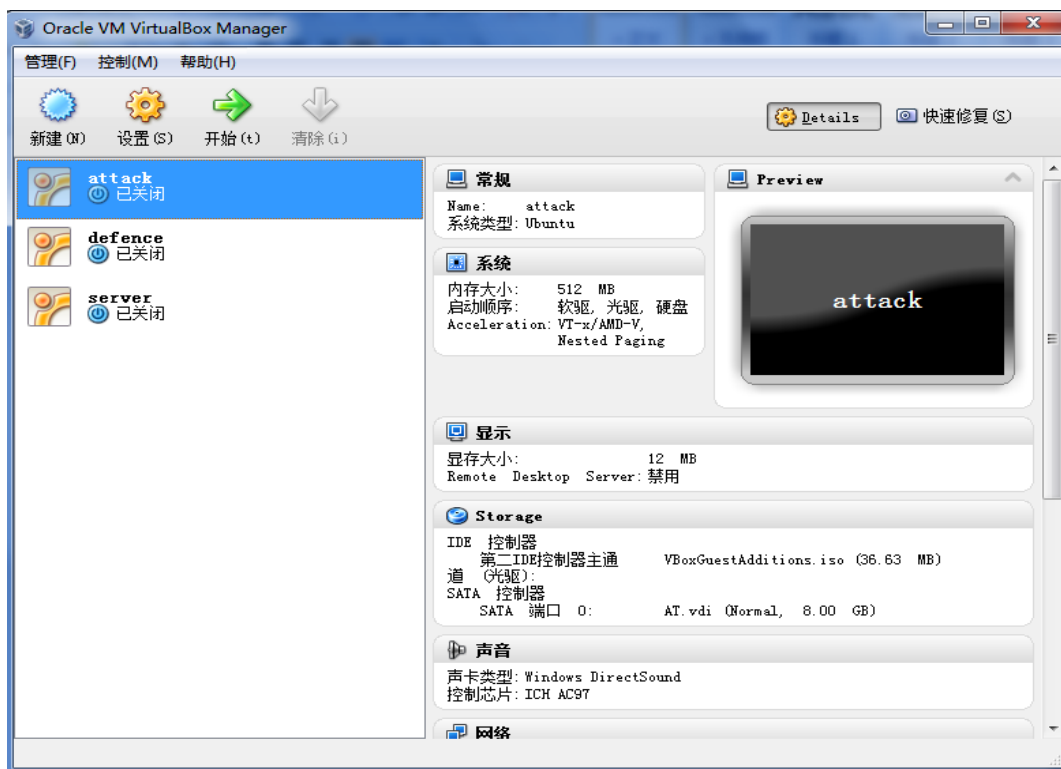 Oracle VM VirtualBox Manager
管理(F) 控制(M) 帮助(H)
新建(N) 设置(S) 开始(t) 清除(i) Details 快速修复(S)
attack
已关闭
defence
已关闭
server
已关闭
常规
Name: attack
系统类型: Ubuntu
系统
内存大小: 512 MB
启动顺序: 软驱, 光驱, 硬盘
Acceleration: VT-x/AMD-V,
Nested Paging
Preview
attack
显示
显存大小: 12 MB
Remote Desktop Server: 禁用
Storage
IDE 控制器
第二IDE控制器主通 VBoxGuestAdditions.iso (36.63 MB)
道 (光驱):
SATA 控制器
SATA 端口 0: AT.vdi (Normal, 8.00 GB)
声音
声卡类型: Windows DirectSound
控制芯片: ICH AC97
网络